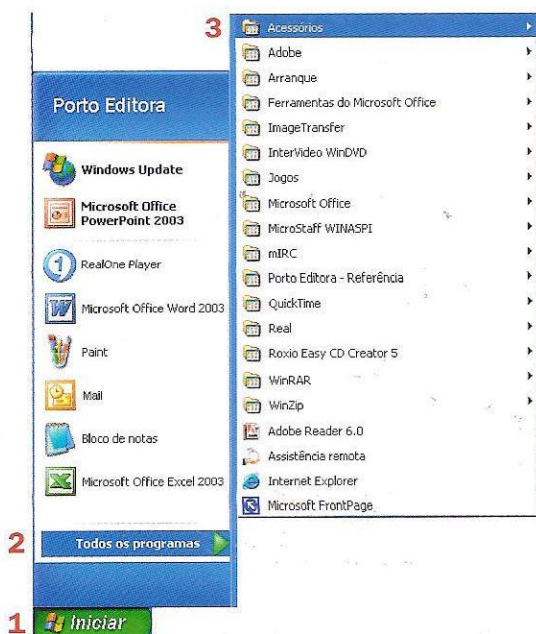 3
Acessórios
Adobe
Arranque
Ferramentas do Microsoft Office
ImageTransfer
InterVideo WinDVD
Jogos
Microsoft Office
MicroStaff WINASPI
mIRC
Porto Editora - Referência
QuickTime
Real
Roxio Easy CD Creator 5
WinRAR
WinZip
Adobe Reader 6.0
Assistência remota
Internet Explorer
Microsoft FrontPage
Porto Editora
Windows Update
Microsoft Office
PowerPoint 2003
RealOne Player
Microsoft Office Word 2003
Paint
Mail
Bloco de notas
Microsoft Office Excel 2003
2
Todos os programas
1
Iniciar